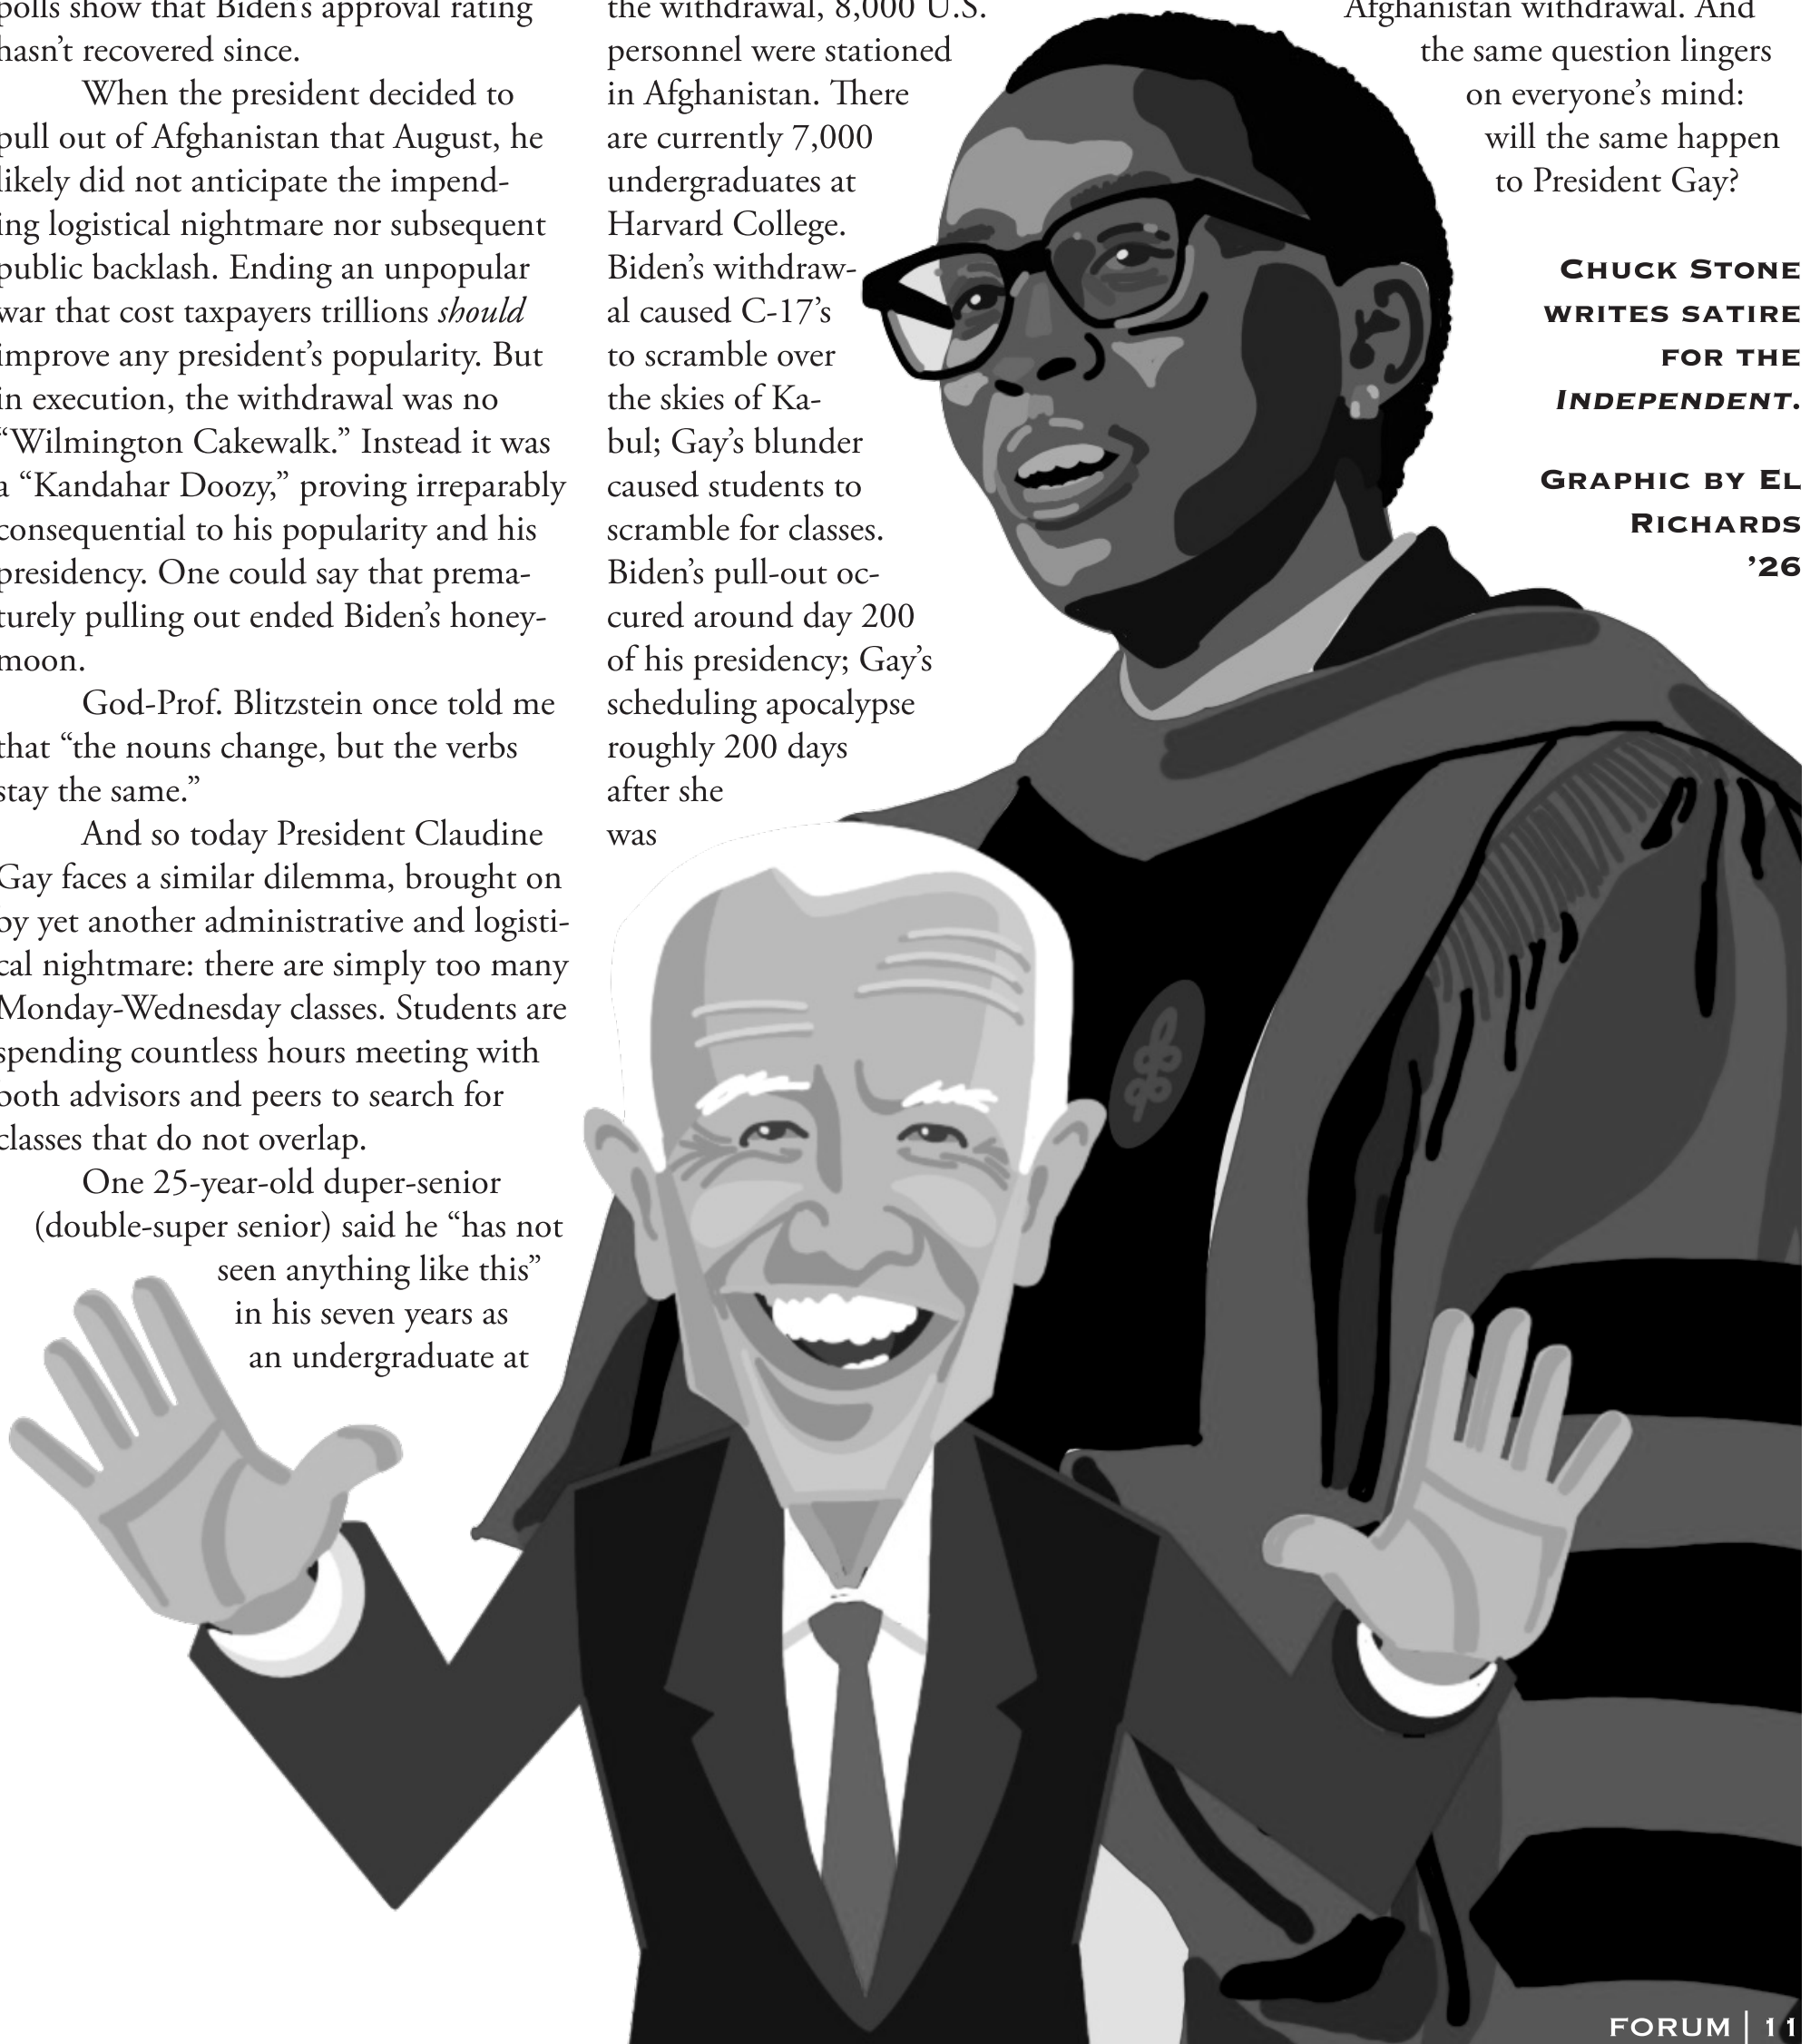 polls show that Biden's approval rating
hasn't recovered since.
When the president decided to
pull out of Afghanistan that August, he
likely did not anticipate the impend-
ing logistical nightmare nor subsequent
public backlash. Ending an unpopular
war that cost taxpayers trillions should
improve any president's popularity. But
in execution, the withdrawal was no
“Wilmington Cakewalk.” Instead it was
a “Kandahar Doozy,” proving irreparably
consequential to his popularity and his
presidency. One could say that prema-
turely pulling out ended Biden's honey-
moon.
God-Prof. Blitzstein once told me
that “the nouns change, but the verbs
stay the same.”
And so today President Claudine
Gay faces a similar dilemma, brought on
by yet another administrative and logisti-
cal nightmare: there are simply too many
Monday-Wednesday classes. Students are
spending countless hours meeting with
both advisors and peers to search for
classes that do not overlap.
One 25-year-old duper-senior
(double-super senior) said he “has not
seen anything like this”
in his seven years as
an undergraduate at
the withdrawal, 8,000 U.S.
personnel were stationed
in Afghanistan. There
are currently 7,000
undergraduates at
Harvard College.
Biden's withdraw-
al caused C-17's
to scramble over
the skies of Ka-
bul; Gay's blunder
caused students to
scramble for classes.
Biden's pull-out oc-
cured around day 200
of his presidency; Gay's
scheduling apocalypse
roughly 200 days
after she
was
Afghanistan withdrawal. And
the same question lingers
on everyone's mind:
will the same happen
to President Gay?
Chuck Stone
writes satire
for the
Independent.
Graphic by El
Richards
'26
FORUM | 11